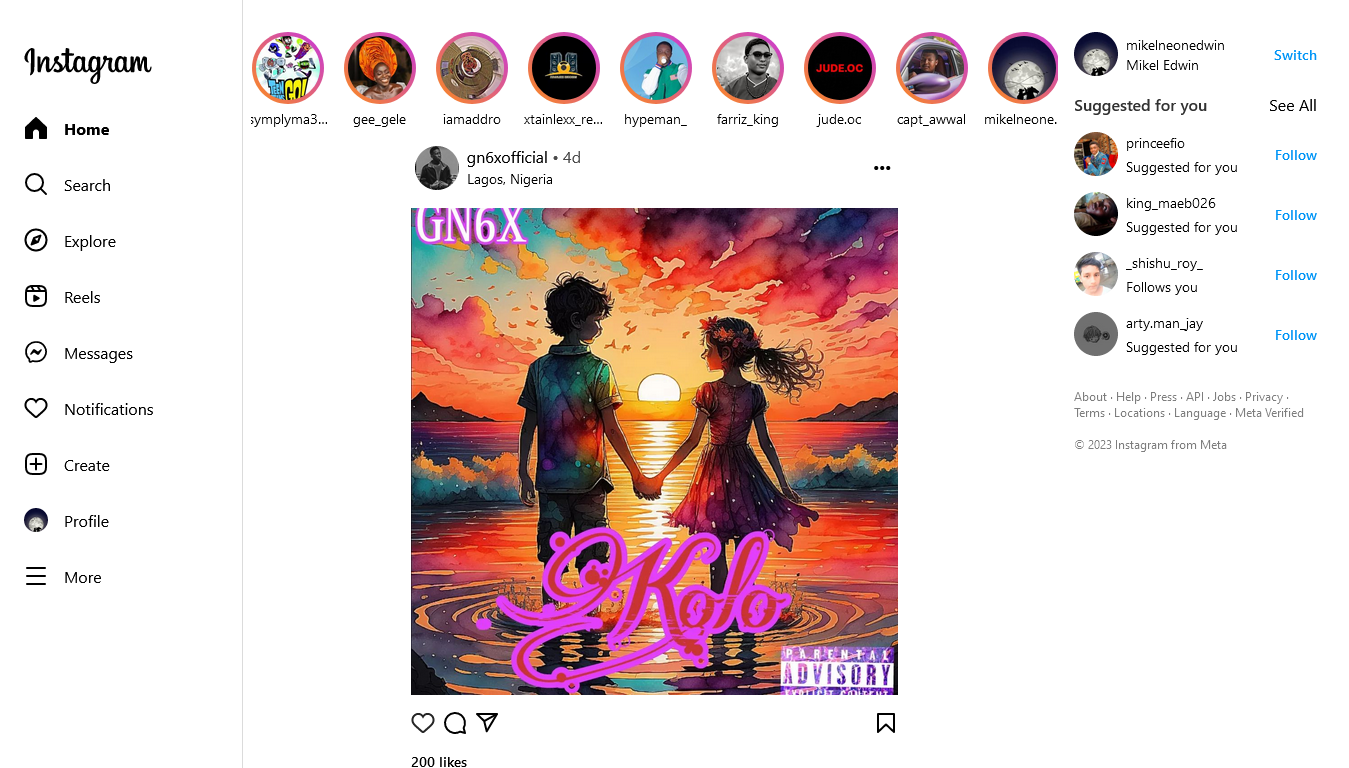 Instagram
Home
Search
Explore
Reels
Messages
Notifications
Create
Profile
More
symplyma3...
gee_gele
iamaddro
xtainlexx_re...
hypeman_
farriz_king
jude.oc
capt_awwal
mikelneone.
JUDE.OC
gn6xofficial • 4d
Lagos, Nigeria
GN6X
Kolo
PARENTAL
ADVISORY
EXPLICIT CONTENT
200 likes
mikelneonedwin
Mikel Edwin
Switch
Suggested for you
See All
princeefio
Suggested for you
Follow
king_maeb026
Suggested for you
Follow
_shishu_roy_
Follows you
Follow
arty.man_jay
Suggested for you
Follow
About · Help · Press · API · Jobs · Privacy ·
Terms · Locations · Language · Meta Verified
© 2023 Instagram from Meta